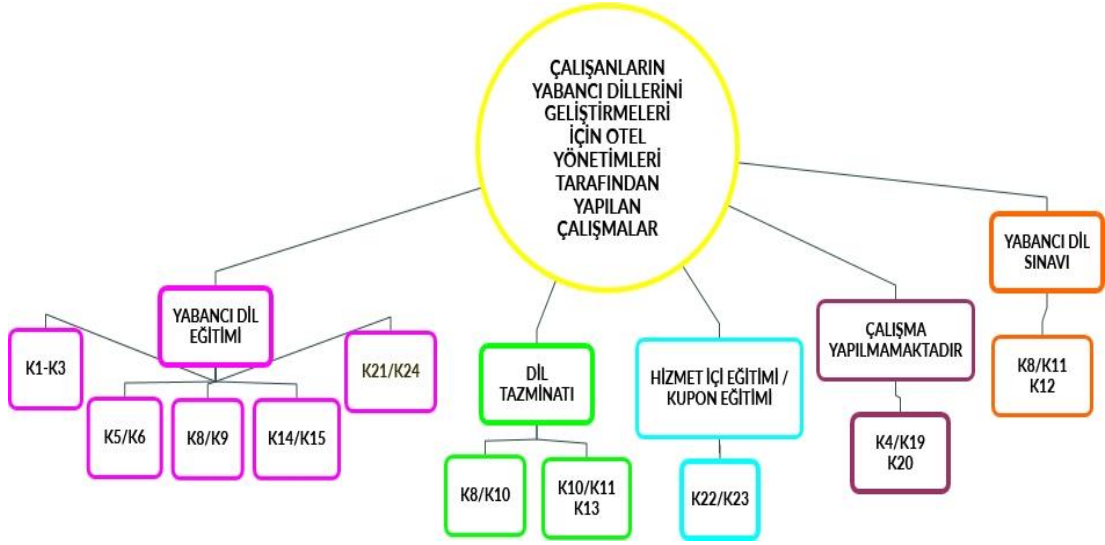 ÇALIŞANLARIN
YABANCI DİLLERİNİ
GELİŞTİRMELERİ
İÇİN OTEL
YÖNETİMLERİ
TARAFINDAN
YAPILAN
ÇALIŞMALAR
YABANCI DİL
EĞİTİMİ
K1-K3
K5/K6
K8/K9
K14/K15
K21/K24
DİL
TAZMİNATI
K8/K10
K10/K11
K13
HİZMET İÇİ EĞİTİMİ /
KUPON EĞİTİMİ
K22/K23
ÇALIŞMA
YAPILMAMAKTADIR
K4/K19
K20
YABANCI DİL
SINAVI
K8/K11
K12